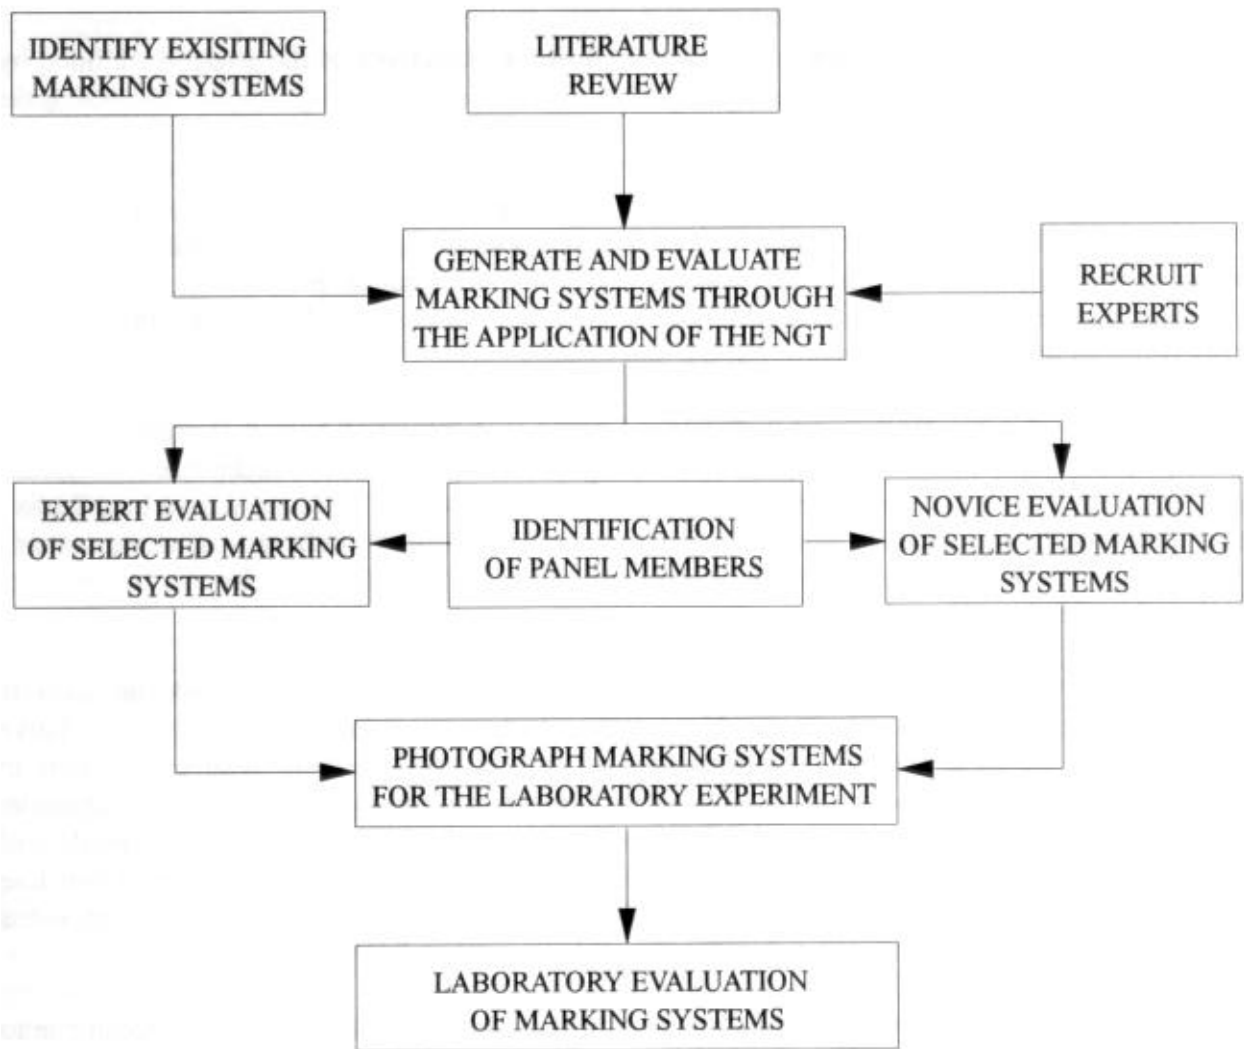 IDENTIFY EXISITING
MARKING SYSTEMS
LITERATURE
REVIEW
GENERATE AND EVALUATE
MARKING SYSTEMS THROUGH
THE APPLICATION OF THE NGT
RECRUIT
EXPERTS
EXPERT EVALUATION
OF SELECTED MARKING
SYSTEMS
IDENTIFICATION
OF PANEL MEMBERS
NOVICE EVALUATION
OF SELECTED MARKING
SYSTEMS
PHOTOGRAPH MARKING SYSTEMS
FOR THE LABORATORY EXPERIMENT
LABORATORY EVALUATION
OF MARKING SYSTEMS